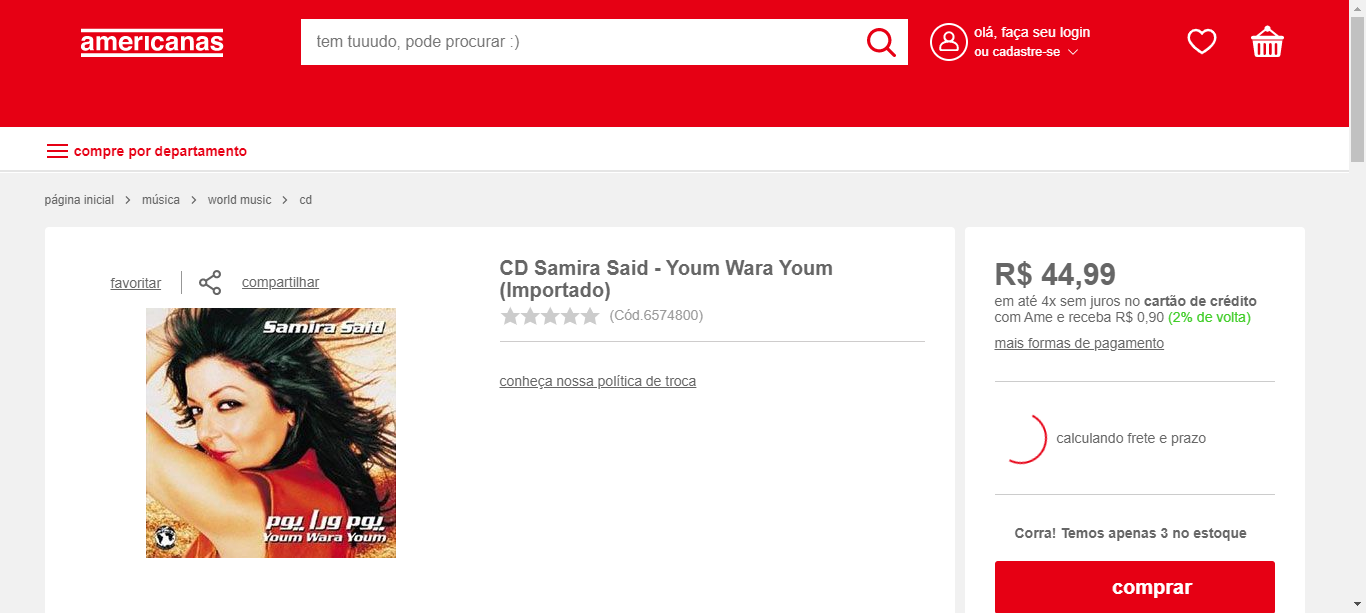 americanas
tem tuuudo, pode procurar :)
olá, faça seu login
ou cadastre-se
compre por departamento
página inicial > música > world music > cd
favoritar
compartilhar
Samira Said
يوم ورا يوم
Youm Wara Youm
CD Samira Said - Youm Wara Youm
(Importado)
(Cód.6574800)
conheça nossa política de troca
R$ 44,99
em até 4x sem juros no cartão de crédito
com Ame e receba R$ 0,90 (2% de volta)
mais formas de pagamento
calculando frete e prazo
Corra! Temos apenas 3 no estoque
comprar